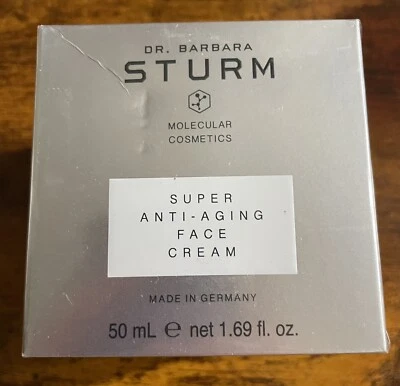 DR. BARBARA
STURM
MOLECULAR
COSMETICS
SUPER
ANTI-AGING
FACE
CREAM
MADE IN GERMANY
50 mL ℮ net 1.69 fl. oz.